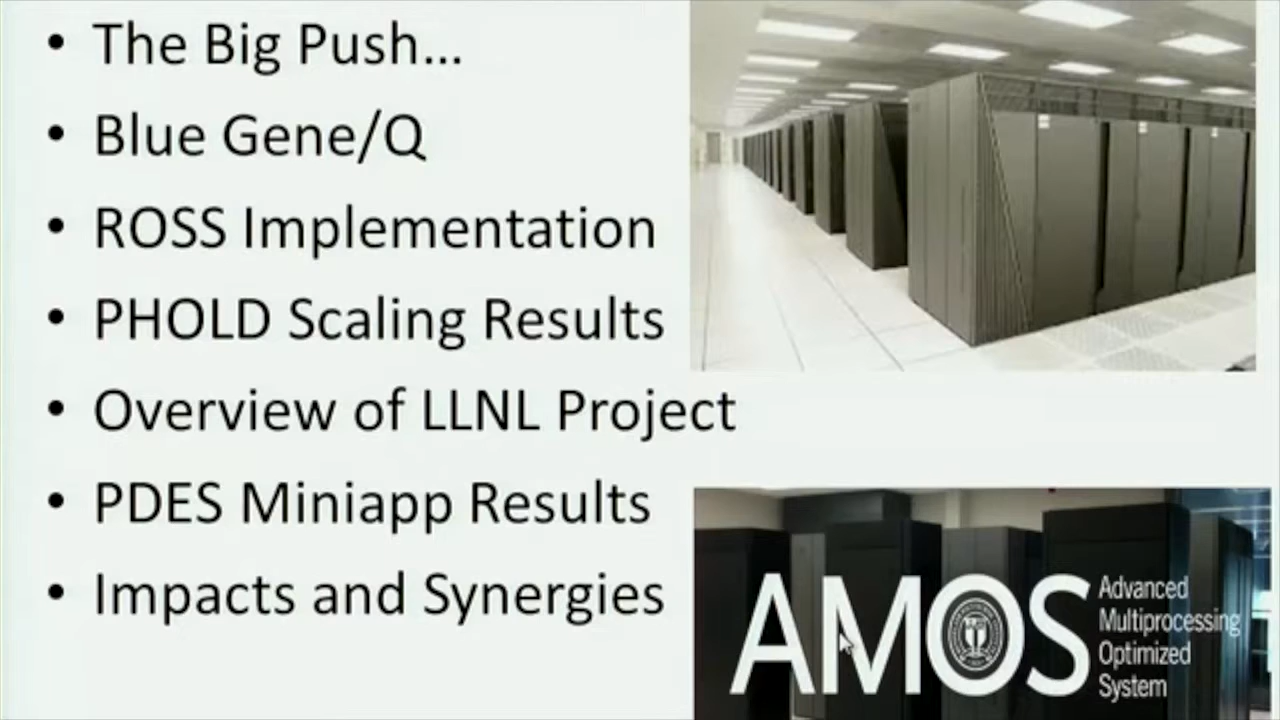 • The Big Push...
• Blue Gene/Q
• ROSS Implementation
• PHOLD Scaling Results
• Overview of LLNL Project
• PDES Miniapp Results
• Impacts and Synergies
AMOS
Advanced
Multiprocessing
Optimized
System